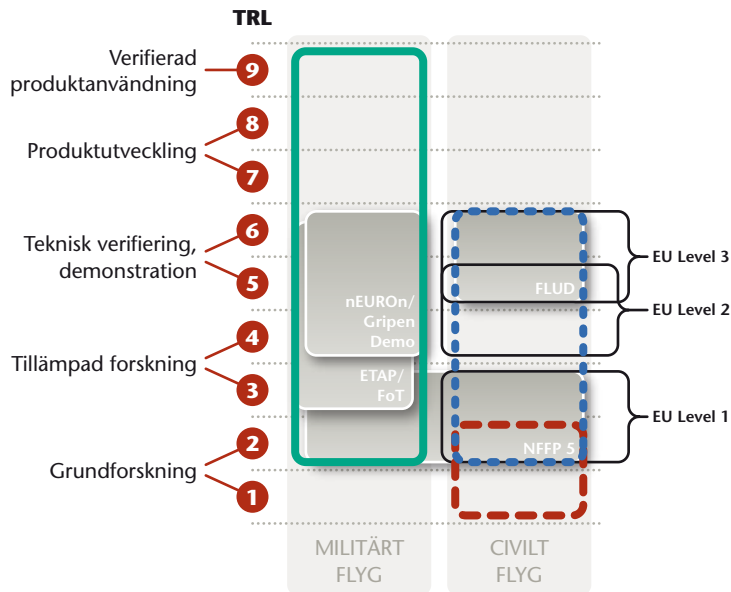 TRL
Verifierad
produktanvändning
9
8
Produktutveckling
7
6
Teknisk verifiering,
demonstration
5
4
Tillämpad forskning
3
2
Grundforskning
1
nEUROn/
Gripen
Demo
ETAP/
FoT
FLUD
NFFP 5
EU Level 3
EU Level 2
EU Level 1
MILITÄRT
FLYG
CIVILT
FLYG